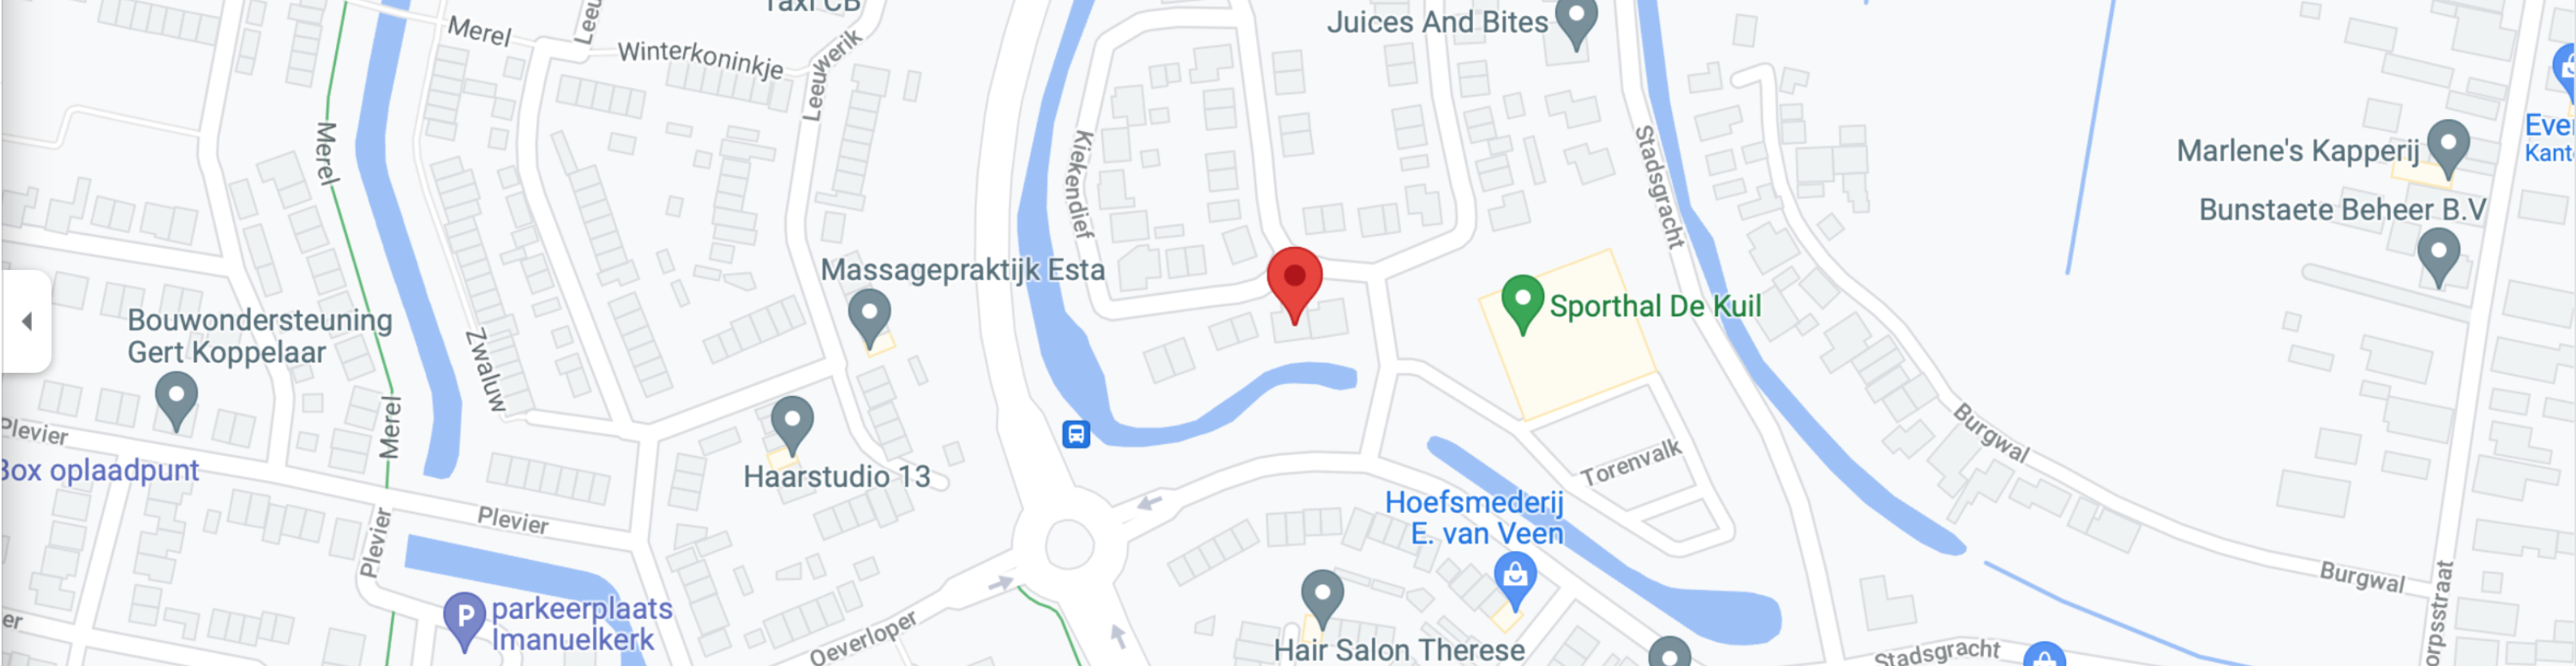 Taxi CB
Juices And Bites
Merel
Winterkoninkje
Leeuwerik
Merel
Kiekendief
Stadsgracht
Marlene's Kapperij
Bunstaete Beheer B.V
Massagepraktijk Esta
Sporthal De Kuil
Bouwondersteuning
Gert Koppelaar
Zwaluw
Merel
Plevier
Box oplaadpunt
Haarstudio 13
Burgwal
Torenvalk
Plevier
Plevier
Hoefsmederij
E. van Veen
P
parkeerplaats
Imanuelkerk
Oeverloper
Hair Salon Therese
Burgwal
Stadsgracht